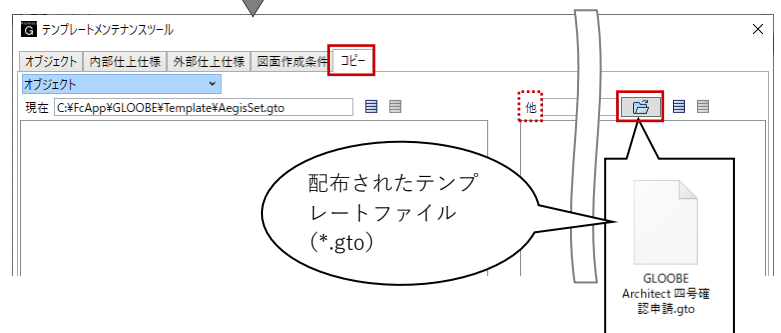 G テンプレートメンテナンスツール
オブジェクト 内部仕上仕様 外部仕上仕様 図面作成条件 コピー
オブジェクト
現在 C:¥FcApp¥GLOOBE¥Template¥AegisSet.gto 他
配布されたテンプ
レートファイル
(*.gto)
GLOOBE
Architect 四号確
認申請.gto